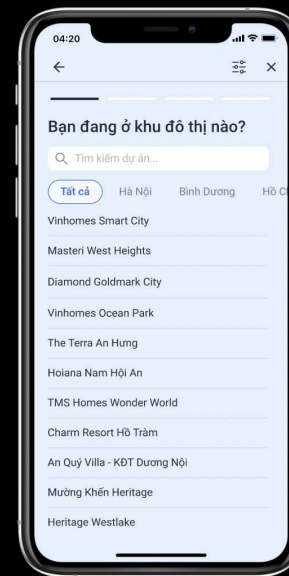 04:20
Bạn đang ở khu đô thị nào?
Tìm kiếm dự án...
Tất cả Hà Nội Bình Dương Hồ C
Vinhomes Smart City
Masteri West Heights
Diamond Goldmark City
Vinhomes Ocean Park
The Terra An Hưng
Hoiana Nam Hội An
TMS Homes Wonder World
Charm Resort Hồ Tràm
An Quý Villa - KĐT Dương Nội
Mường Khến Heritage
Heritage Westlake